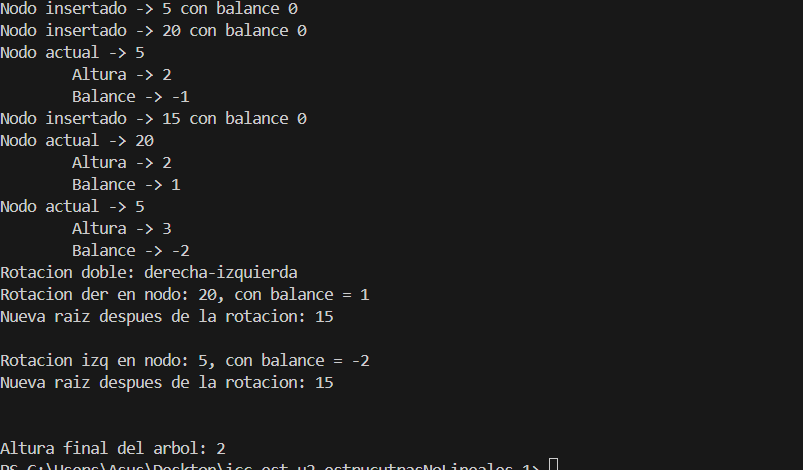 Nodo insertado -> 5 con balance 0
Nodo insertado -> 20 con balance 0
Nodo actual -> 5
Altura -> 2
Balance -> -1
Nodo insertado -> 15 con balance 0
Nodo actual -> 20
Altura -> 2
Balance -> 1
Nodo actual -> 5
Altura -> 3
Balance -> -2
Rotacion doble: derecha-izquierda
Rotacion der en nodo: 20, con balance = 1
Nueva raiz despues de la rotacion: 15
Rotacion izq en nodo: 5, con balance = -2
Nueva raiz despues de la rotacion: 15
Altura final del arbol: 2
PS C:\Users\Asus\Desktop\icc-est-u2-estrucutrasNoLineales-1>